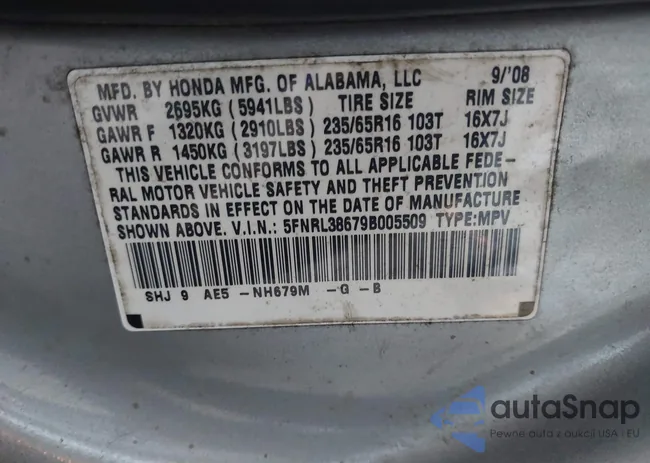 MFD. BY HONDA MFG. OF ALABAMA, LLC 9/'08
GVWR 2695KG (5941LBS) TIRE SIZE RIM SIZE
GAWR F 1320KG (2910LBS) 235/65R16 103T 16X7J
GAWR R 1450KG (3197LBS) 235/65R16 103T 16X7J
THIS VEHICLE CONFORMS TO ALL APPLICABLE FEDE-
RAL MOTOR VEHICLE SAFETY AND THEFT PREVENTION
STANDARDS IN EFFECT ON THE DATE OF MANUFACTURE
SHOWN ABOVE. V.I.N.: 5FNRL38679B005509 TYPE:MPV
SHJ 9 AE5 -NH679M -G -B
autaSnap
Pewne auta z aukcji USA i EU